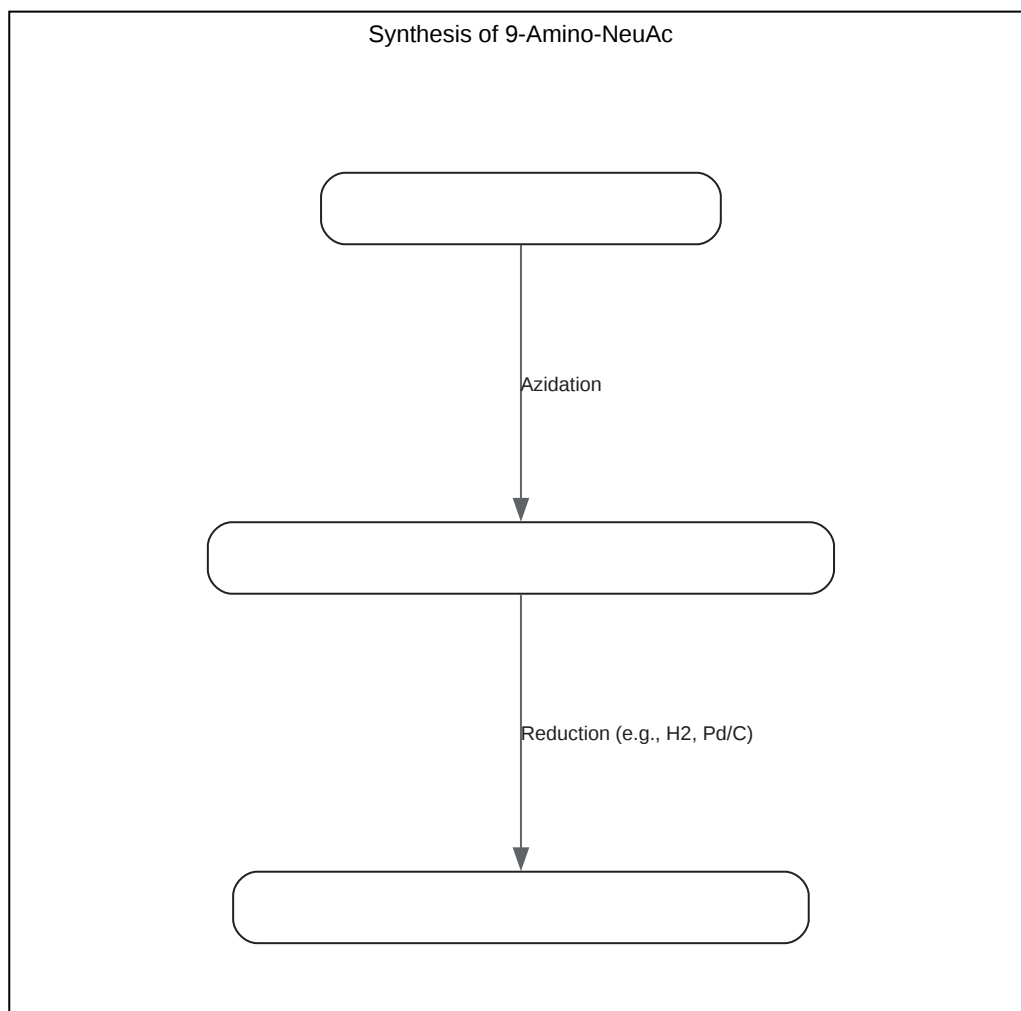 Synthesis of 9-Amino-NeuAc
Azidation
Reduction (e.g., H2, Pd/C)